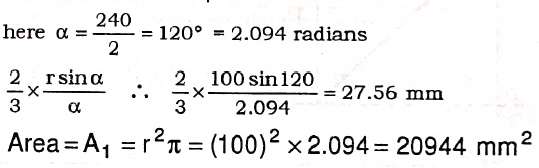 here α = 240/2 = 120° = 2.094 radians
2/3 × r sin α/α ∴ 2/3 × 100 sin 120/2.094 = 27.56 mm
Area = A₁ = r²π = (100)² × 2.094 = 20944 mm²